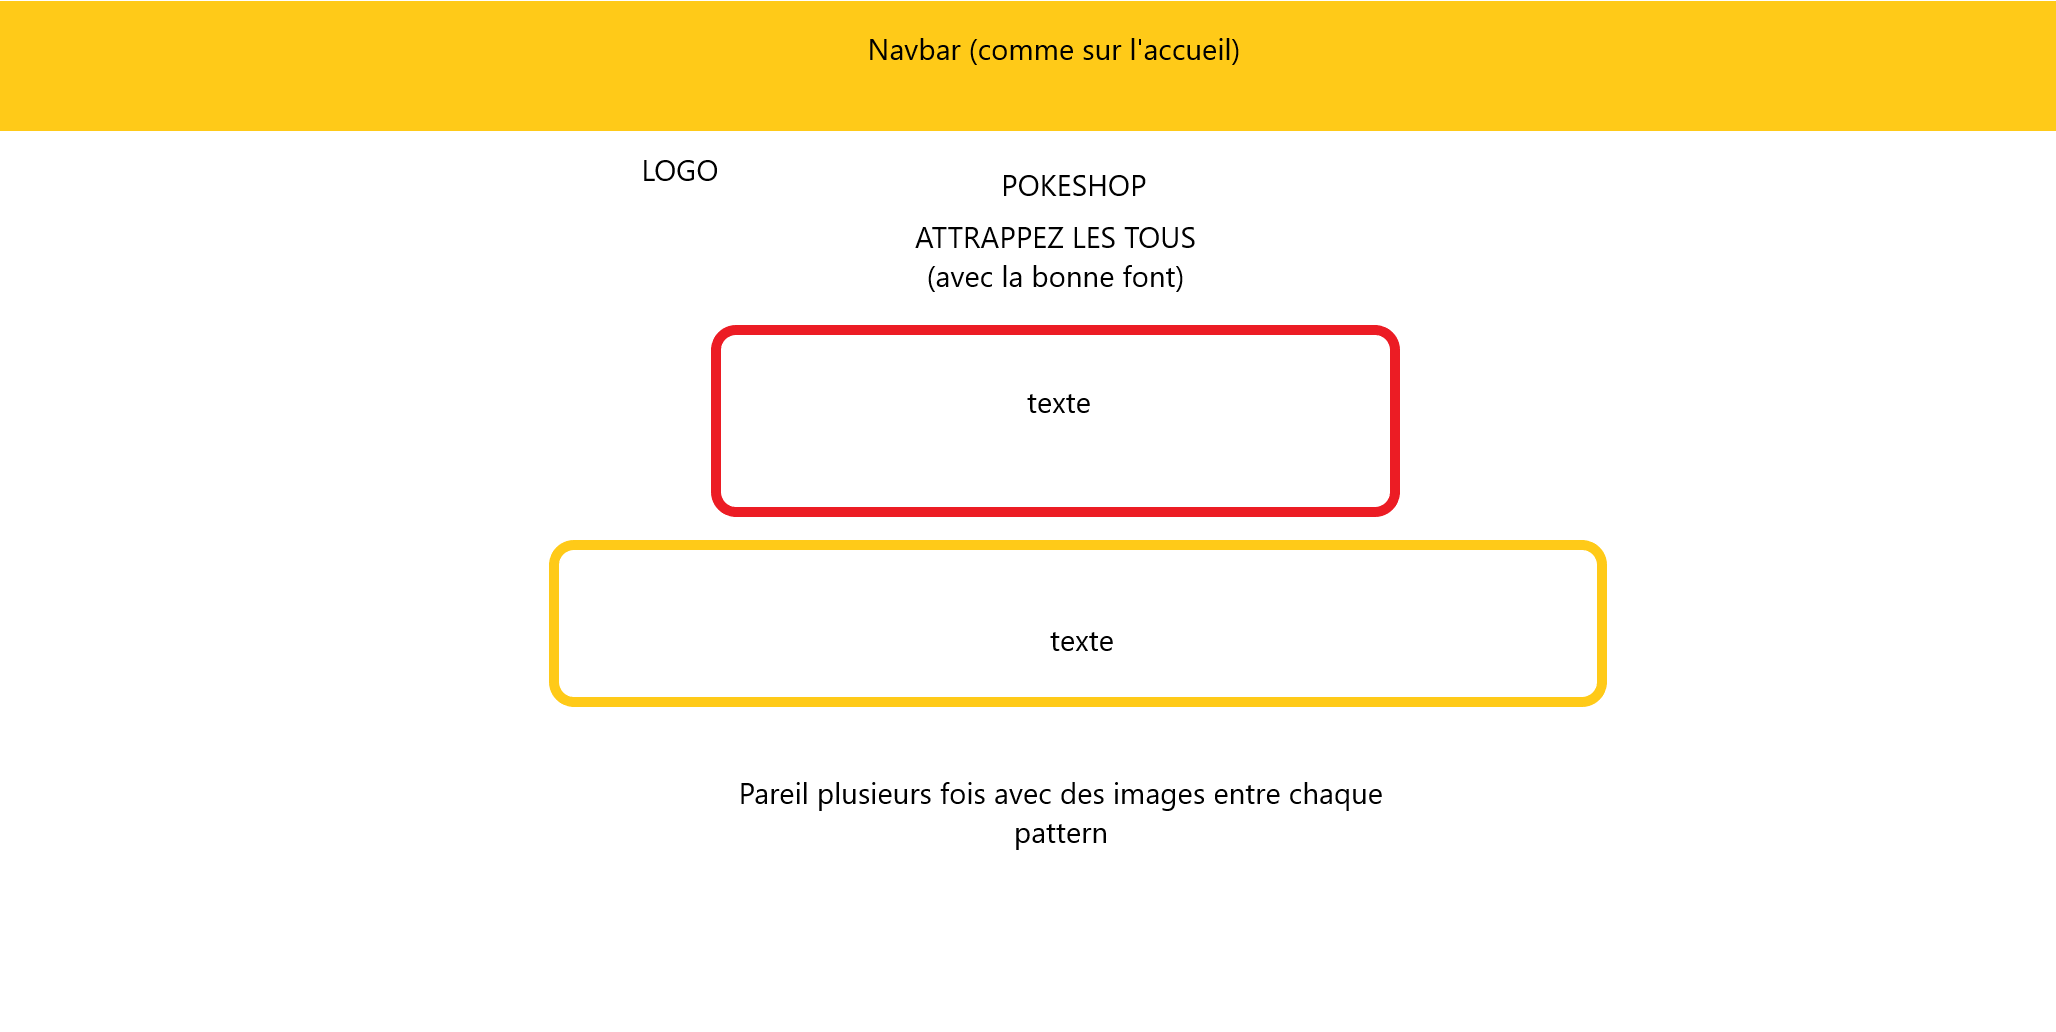 Navbar (comme sur l'accueil)
LOGO
POKESHOP
ATTRAPPEZ LES TOUS
(avec la bonne font)
texte
texte
Pareil plusieurs fois avec des images entre chaque
pattern